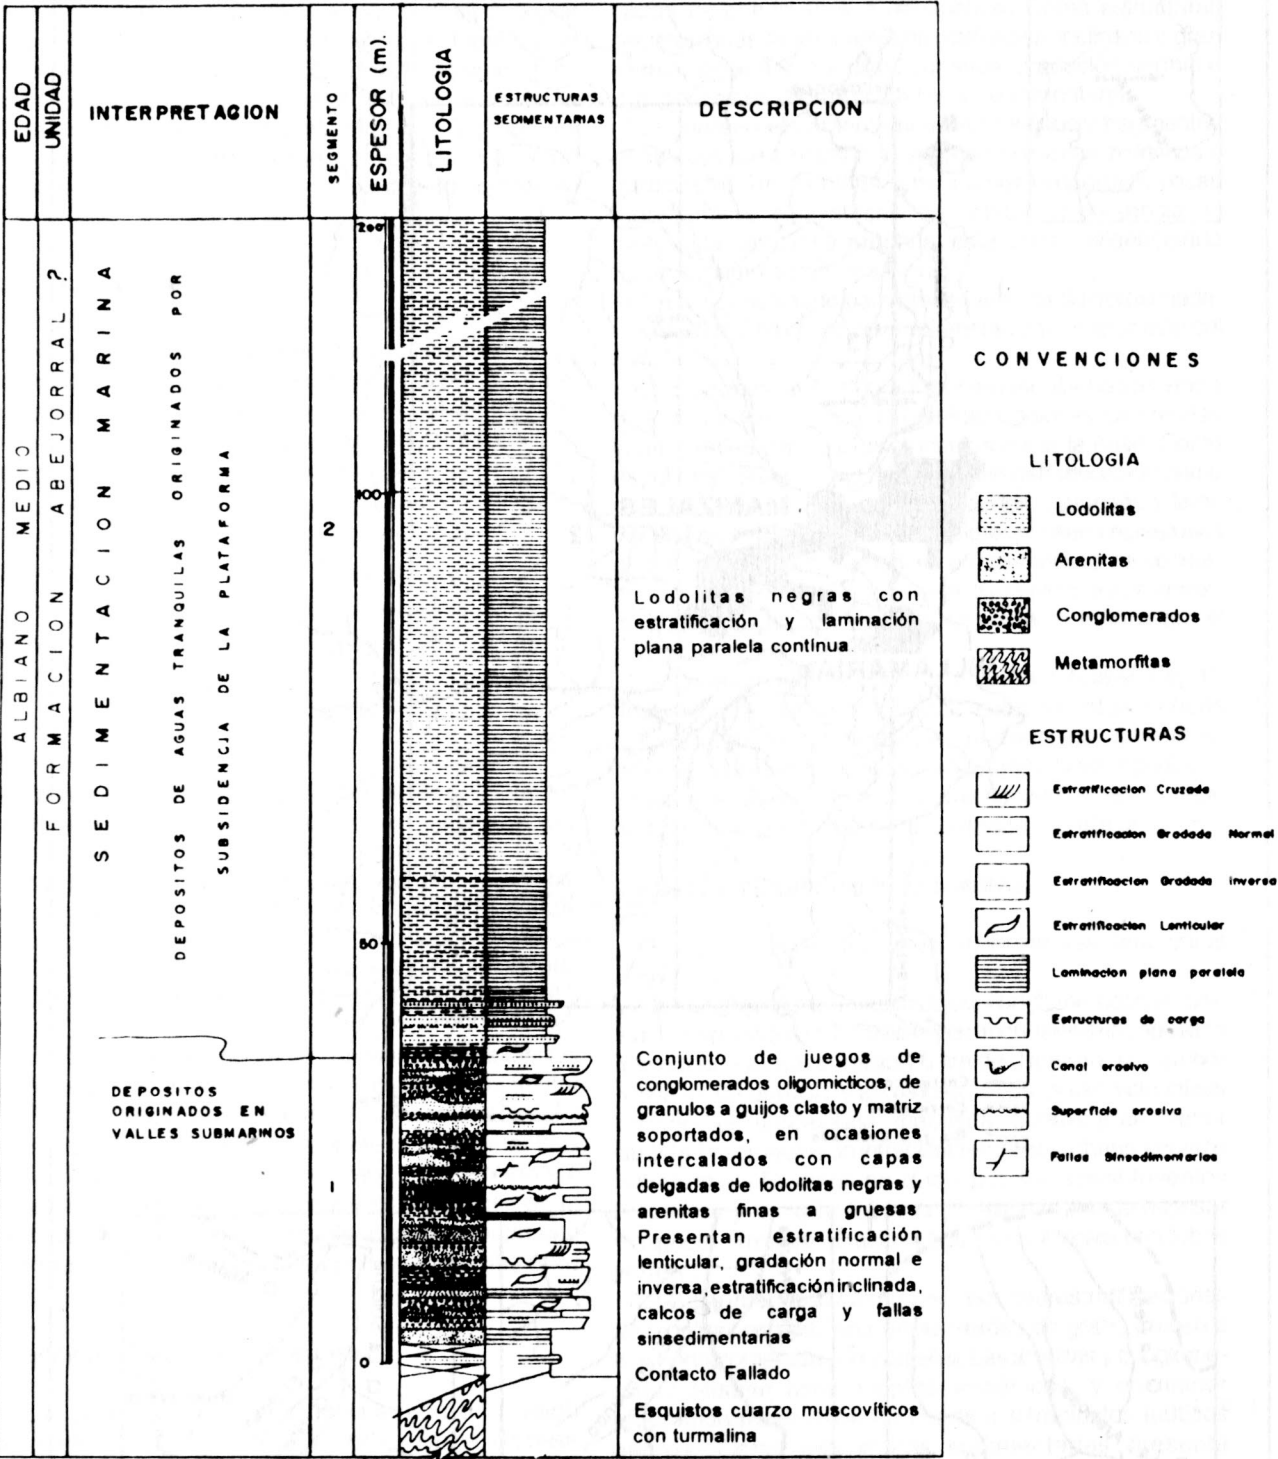 EDAD
UNIDAD
INTERPRETACION
SEGMENTO
ESPESOR (m).
LITOLOGIA
ESTRUCTURAS
SEDIMENTARIAS
DESCRIPCION
ALBIANO MEDIO
FORMACION ABEJORRAL ?
SEDIMENTACION MARINA
DEPOSITOS DE AGUAS TRANQUILAS ORIGINADOS POR
SUBSIDENCIA DE LA PLATAFORMA
DEPOSITOS
ORIGINADOS EN
VALLES SUBMARINOS
2
1
200
100
50
0
Lodolitas negras con
estratificación y laminación
plana paralela contínua.
Conjunto de juegos de
conglomerados oligomicticos, de
granulos a guijos clasto y matriz
soportados, en ocasiones
intercalados con capas
delgadas de lodolitas negras y
arenitas finas a gruesas
Presentan estratificación
lenticular, gradación normal e
inversa, estratificación inclinada,
calcos de carga y fallas
sinsedimentarias
Contacto Fallado
Esquistos cuarzo muscovíticos
con turmalina
CONVENCIONES
LITOLOGIA
Lodolitas
Arenitas
Conglomerados
Metamorfitas
ESTRUCTURAS
Estratificacion Cruzada
Estratificacion Gradada Normal
Estratificacion Gradada inversa
Estratificacion Lenticular
Laminacion plana paralela
Estructuras de carga
Canal erosivo
Superficie erosiva
Fallas Sinsedimentarias